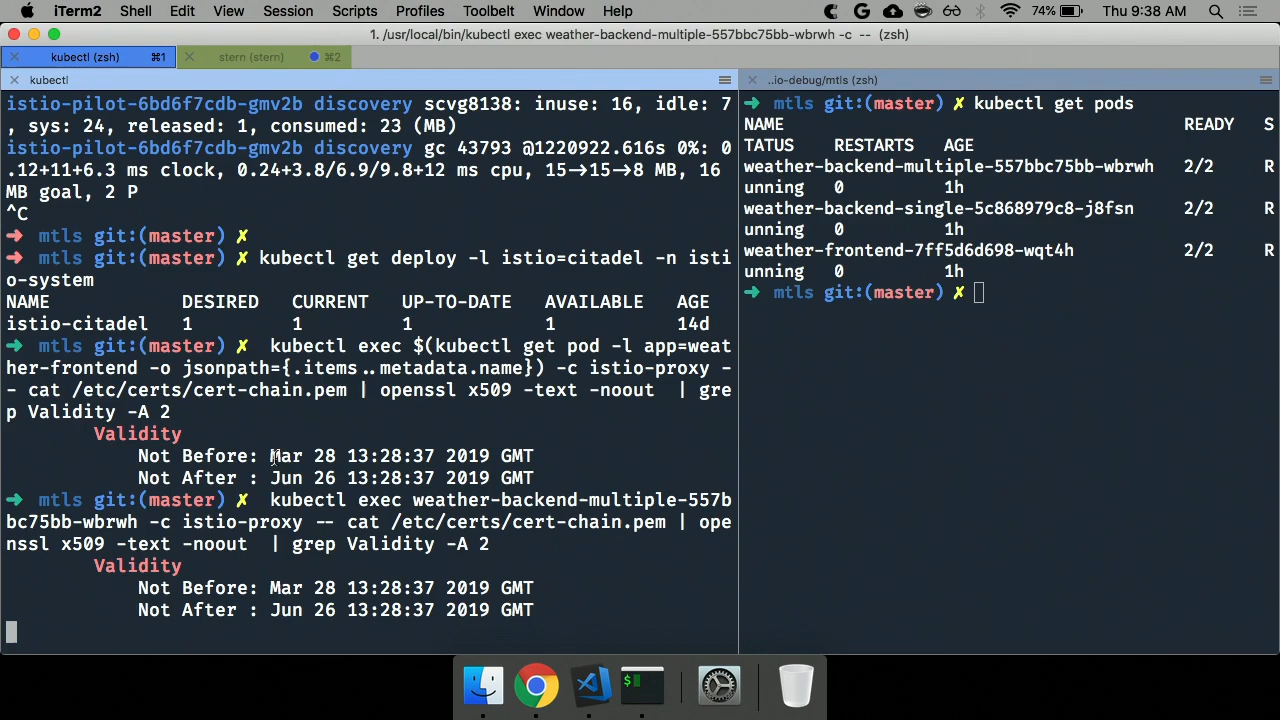 iTerm2 Shell Edit View Session Scripts Profiles Toolbelt Window Help 74% Thu 9:38 AM
1. /usr/local/bin/kubectl exec weather-backend-multiple-557bbc75bb-wbrwh -c -- (zsh)
kubectl (zsh) ⌘1 stern (stern) ⌘2
kubectl
istio-pilot-6bd6f7cdb-gmv2b discovery scvg8138: inuse: 16, idle: 7
, sys: 24, released: 1, consumed: 23 (MB)
istio-pilot-6bd6f7cdb-gmv2b discovery gc 43793 @1220922.616s 0%: 0
.12+11+6.3 ms clock, 0.24+3.8/6.9/9.8+12 ms cpu, 15->15->8 MB, 16
MB goal, 2 P
^C
➜ mtls git:(master) ✗
➜ mtls git:(master) ✗ kubectl get deploy -l istio=citadel -n isti
o-system
NAME DESIRED CURRENT UP-TO-DATE AVAILABLE AGE
istio-citadel 1 1 1 1 14d
➜ mtls git:(master) ✗ kubectl exec $(kubectl get pod -l app=weat
her-frontend -o jsonpath={.items..metadata.name}) -c istio-proxy -
- cat /etc/certs/cert-chain.pem | openssl x509 -text -noout | gre
p Validity -A 2
Validity
Not Before: Mar 28 13:28:37 2019 GMT
Not After : Jun 26 13:28:37 2019 GMT
➜ mtls git:(master) ✗ kubectl exec weather-backend-multiple-557b
bc75bb-wbrwh -c istio-proxy -- cat /etc/certs/cert-chain.pem | ope
nssl x509 -text -noout | grep Validity -A 2
Validity
Not Before: Mar 28 13:28:37 2019 GMT
Not After : Jun 26 13:28:37 2019 GMT
..io-debug/mtls (zsh)
➜ mtls git:(master) ✗ kubectl get pods
NAME READY S
TATUS RESTARTS AGE
weather-backend-multiple-557bbc75bb-wbrwh 2/2 R
unning 0 1h
weather-backend-single-5c868979c8-j8fsn 2/2 R
unning 0 1h
weather-frontend-7ff5d6d698-wqt4h 2/2 R
unning 0 1h
➜ mtls git:(master) ✗
$